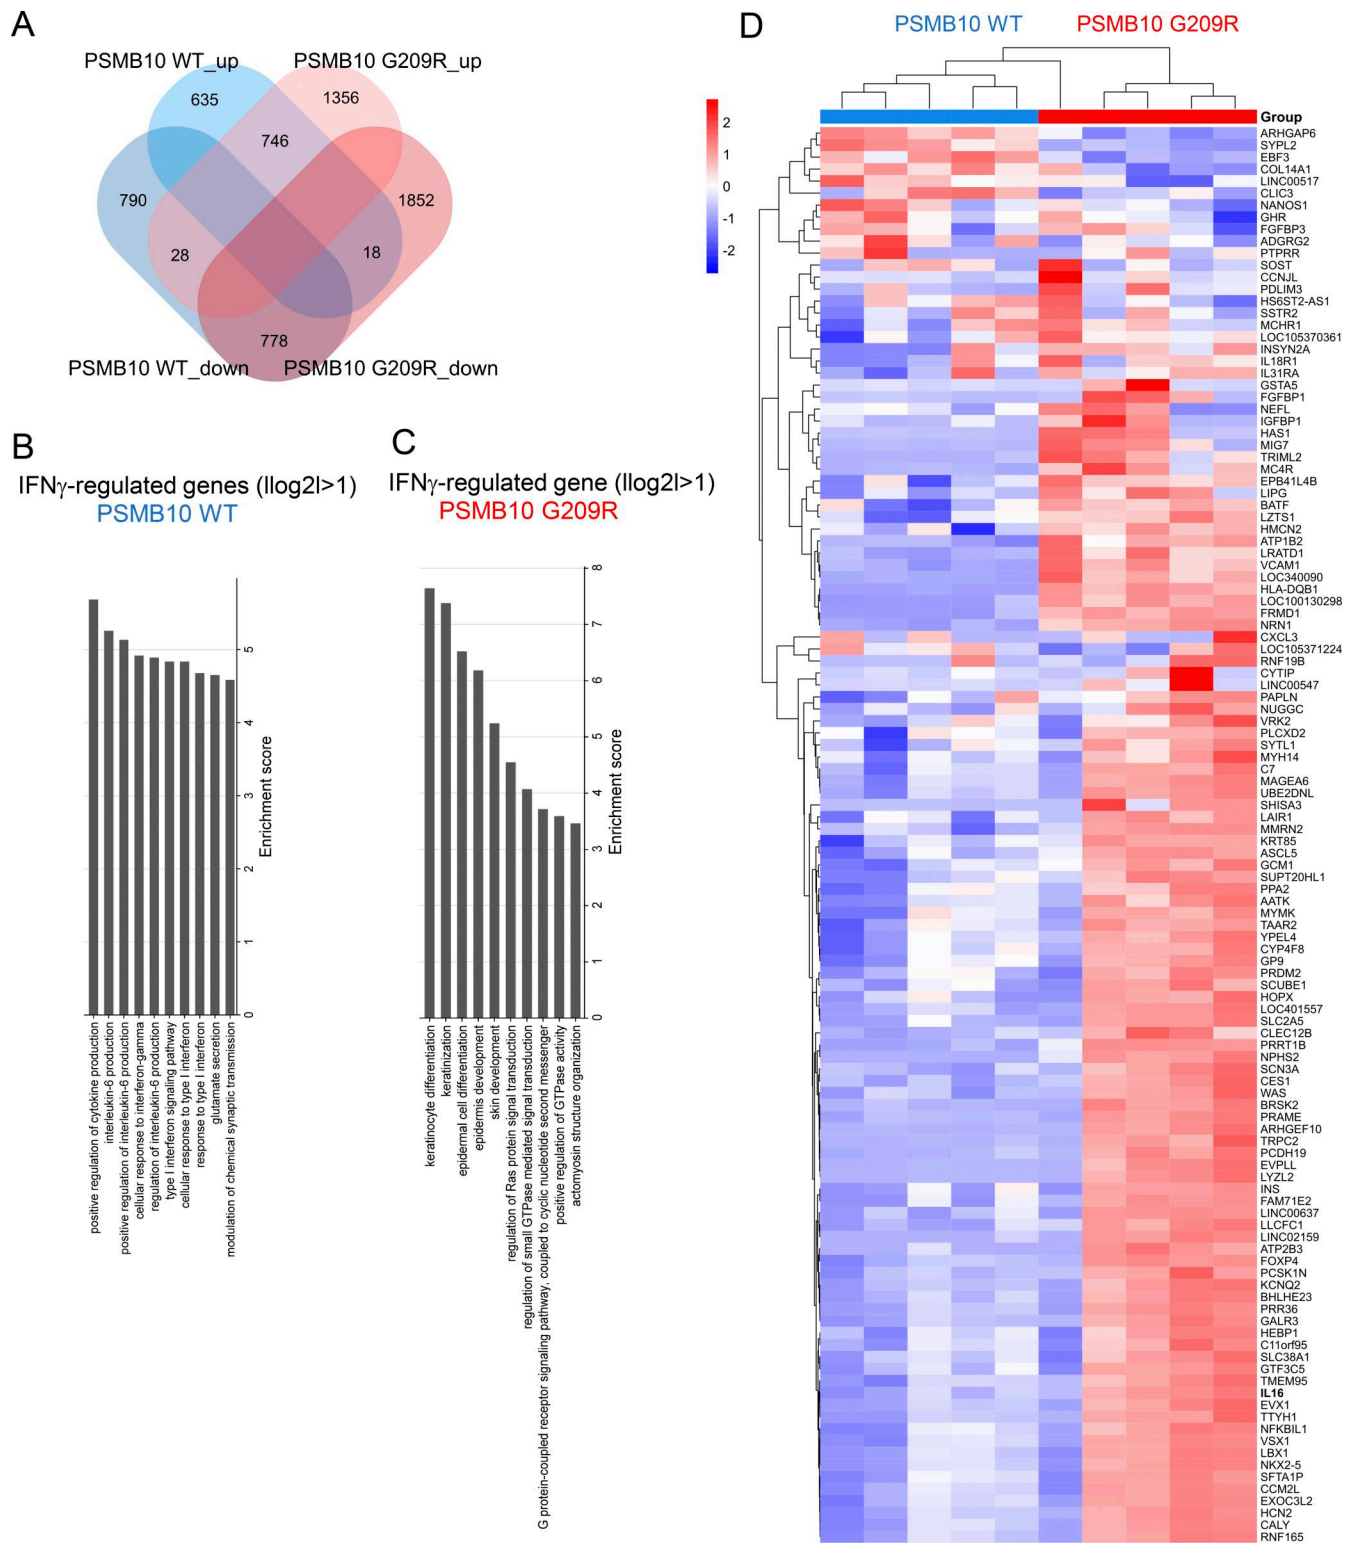 A
PSMB10 WT_up
PSMB10 G209R_up
635
1356
746
790
1852
28
18
778
PSMB10 WT_down
PSMB10 G209R_down
B
IFNγ-regulated genes (llog2l>1)
PSMB10 WT
5
4
3
2
1
0
Enrichment score
positive regulation of cytokine production
interleukin-6 production
positive regulation of interleukin-6 production
cellular response to interferon-gamma
regulation of interleukin-6 production
type I interferon signaling pathway
cellular response to type I interferon
response to type I interferon
glutamate secretion
modulation of chemical synaptic transmission
C
IFNγ-regulated gene (llog2l>1)
PSMB10 G209R
8
7
6
5
4
3
2
1
0
Enrichment score
keratinocyte differentiation
keratinization
epidermal cell differentiation
epidermis development
skin development
regulation of Ras protein signal transduction
regulation of small GTPase mediated signal transduction
G protein-coupled receptor signaling pathway, coupled to cyclic nucleotide second messenger
positive regulation of GTPase activity
actomyosin structure organization
D
PSMB10 WT
PSMB10 G209R
2
1
0
-1
-2
Group
ARHGAP6
SYPL2
EBF3
COL14A1
LINC00517
CLIC3
NANOS1
GHR
FGFBP3
ADGRG2
PTPRR
SOST
CCNJL
PDLIM3
HS6ST2-AS1
SSTR2
MCHR1
LOC105370361
INSYN2A
IL18R1
IL31RA
GSTA5
FGFBP1
NEFL
IGFBP1
HAS1
MIG7
TRIML2
MC4R
EPB41L4B
LIPG
BATF
LZTS1
HMCN2
ATP1B2
LRATD1
VCAM1
LOC340090
HLA-DQB1
LOC100130298
FRMD1
NRN1
CXCL3
LOC105371224
RNF19B
CYTIP
LINC00547
PAPLN
NUGGC
VRK2
PLCXD2
SYTL1
MYH14
C7
MAGEA6
UBE2DNL
SHISA3
LAIR1
MMRN2
KRT85
ASCL5
GCM1
SUPT20HL1
PPA2
AATK
MYMK
TAAR2
YPEL4
CYP4F8
GP9
PRDM2
SCUBE1
HOPX
LOC401557
SLC2A5
CLEC12B
PRRT1B
NPHS2
SCN3A
CES1
WAS
BRSK2
PRAME
ARHGEF10
TRPC2
PCDH19
EVPLL
LYZL2
INS
FAM71E2
LINC00637
LLCFC1
LINC02159
ATP2B3
FOXP4
PCSK1N
KCNQ2
BHLHE23
PRR36
GALR3
HEBP1
C11orf95
SLC38A1
GTF3C5
TMEM95
IL16
EVX1
TTYH1
NFKBIL1
VSX1
LBX1
NKX2-5
SFTA1P
CCM2L
EXOC3L2
HCN2
CALY
RNF165